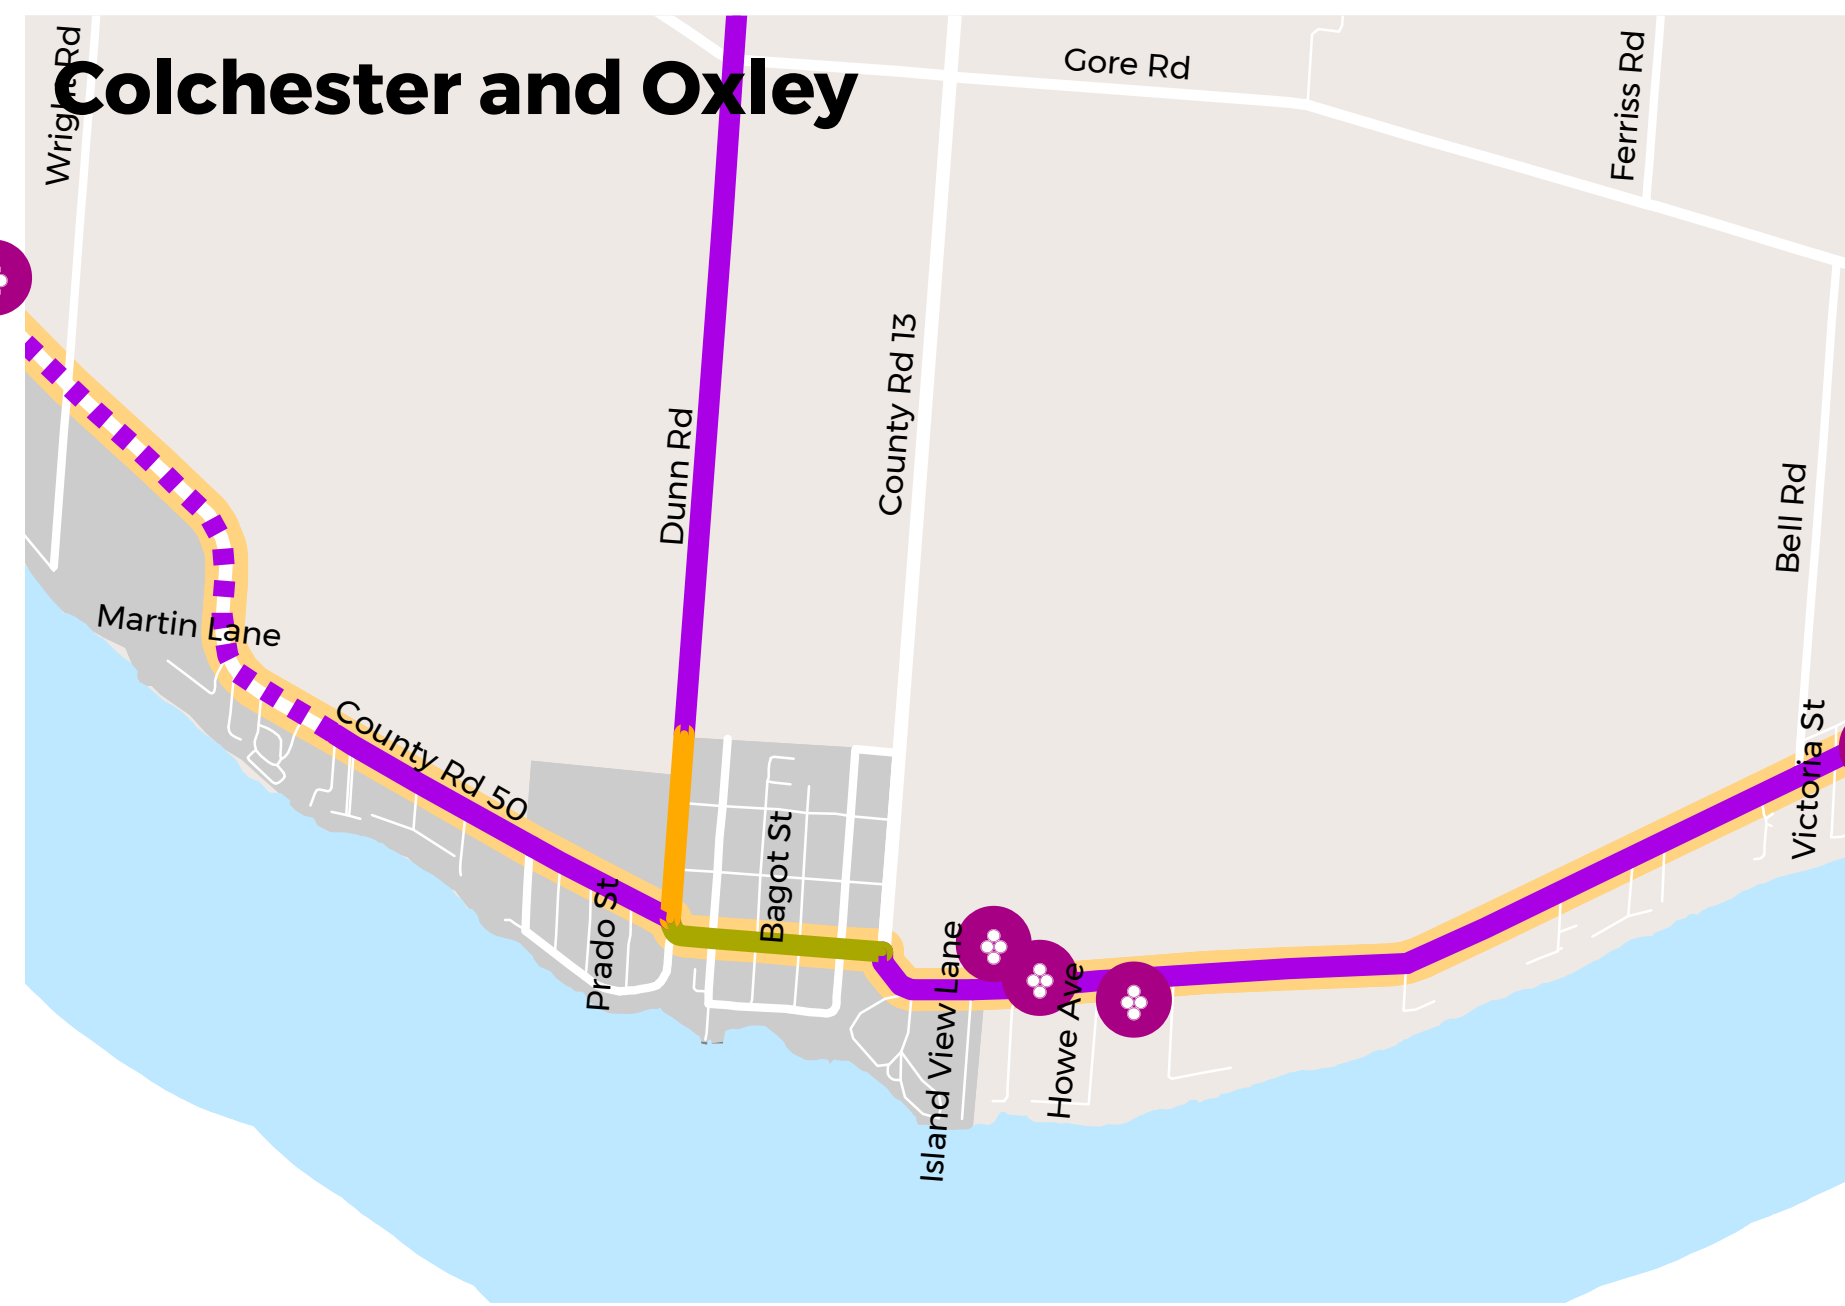 Colchester and Oxley
Wright Rd
Gore Rd
Ferriss Rd
County Rd 13
Dunn Rd
Bell Rd
Martin Lane
County Rd 50
Victoria St
Bagot St
Prado St
Island View Lane
Howe Ave